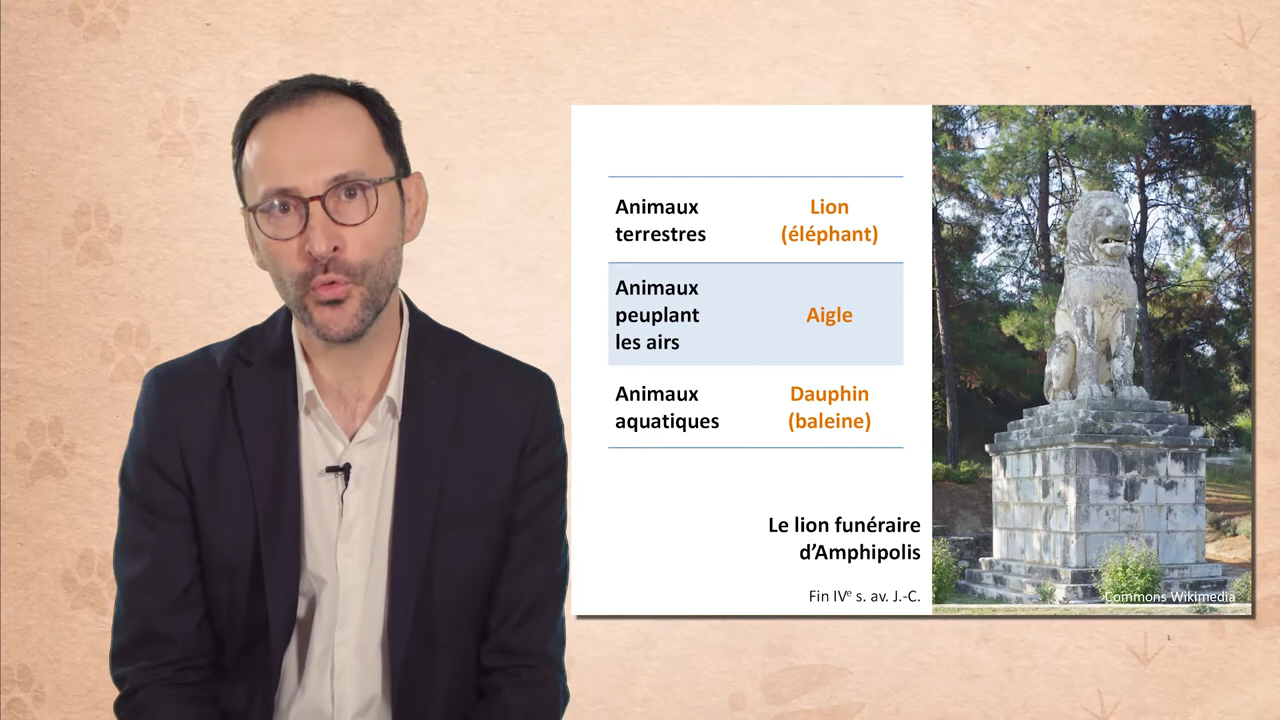 Animaux
terrestres
Lion
(éléphant)
Animaux
peuplant
les airs
Aigle
Animaux
aquatiques
Dauphin
(baleine)
Le lion funéraire
d’Amphipolis
Fin IVe s. av. J.-C.
Commons Wikimedia